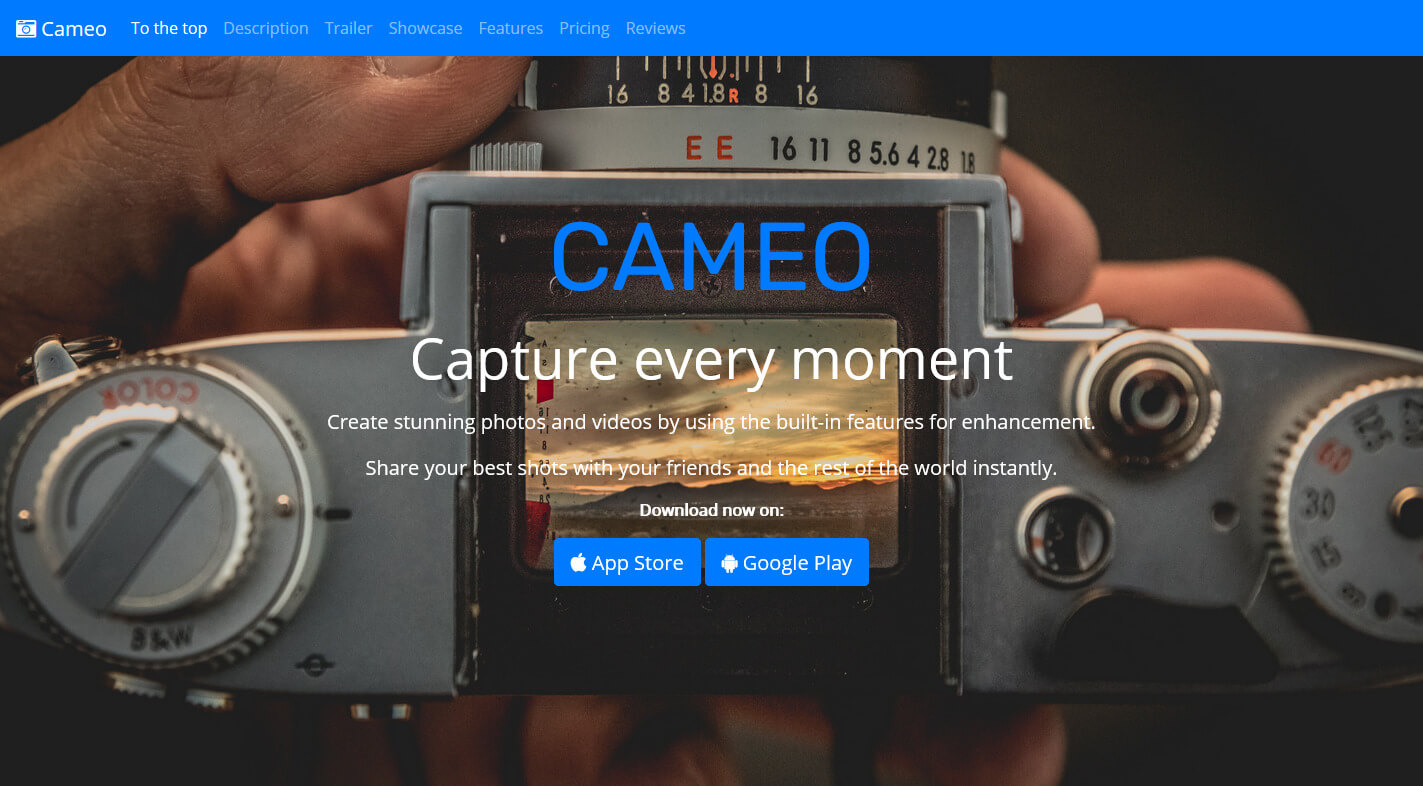 Cameo To the top Description Trailer Showcase Features Pricing Reviews
16 8 4 1.8 R 8 16
E E 16 11 8 5.6 4 2.8 1.8
CAMEO
Capture every moment
Create stunning photos and videos by using the built-in features for enhancement.
Share your best shots with your friends and the rest of the world instantly.
Download now on:
App Store Google Play
COLOR
B&W
125
60
30
15
8